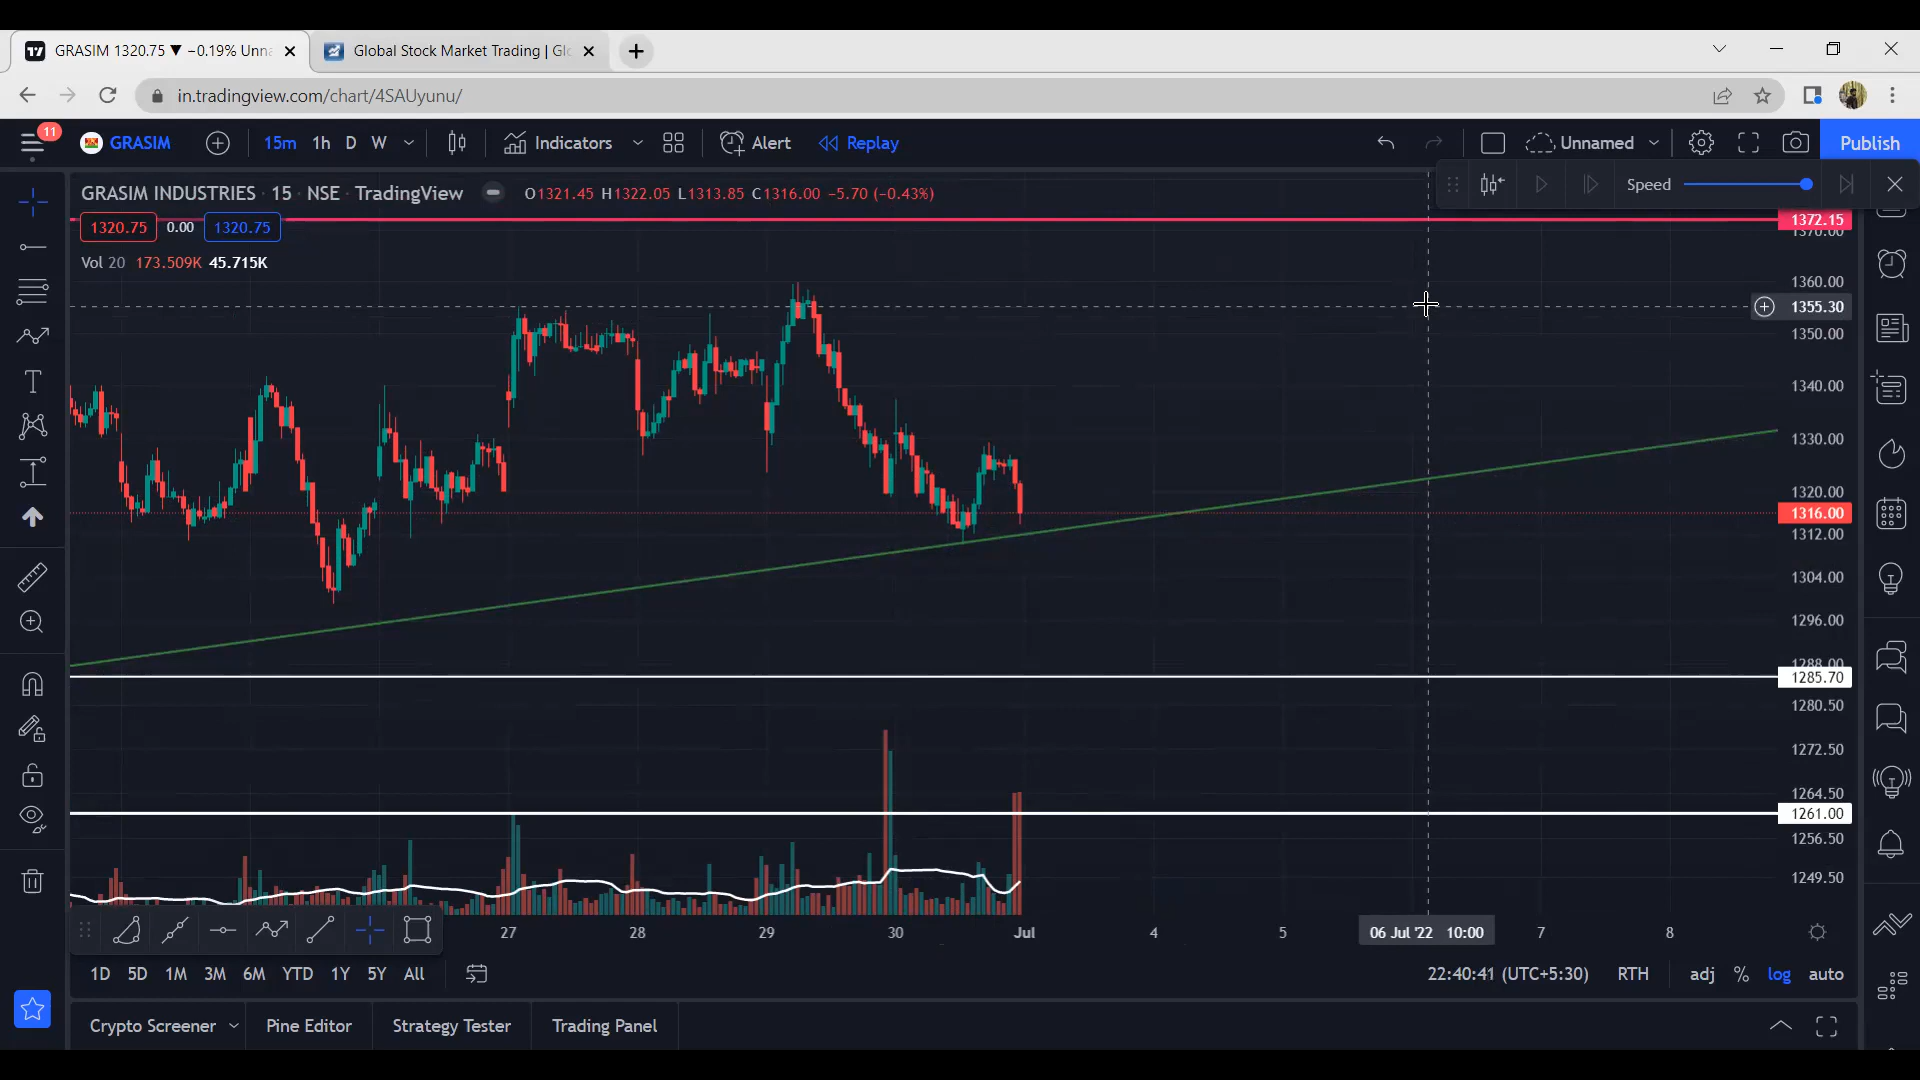 GRASIM 1320.75 ▼ −0.19% Unna
Global Stock Market Trading | Gl
in.tradingview.com/chart/4SAUyunu/
11
GRASIM
15m 1h D W
Indicators
Alert
Replay
Unnamed
Publish
GRASIM INDUSTRIES · 15 · NSE · TradingView
O1321.45 H1322.05 L1313.85 C1316.00 −5.70 (−0.43%)
Speed
1320.75 0.00 1320.75
Vol 20 173.509K 45.715K
1372.15
1370.00
1360.00
1355.30
1350.00
1340.00
1330.00
1320.00
1316.00
1312.00
1304.00
1296.00
1288.00
1285.70
1280.50
1272.50
1264.50
1261.00
1256.50
1249.50
27 28 29 30 Jul 4 5 06 Jul '22 10:00 7 8
1D 5D 1M 3M 6M YTD 1Y 5Y All
22:40:41 (UTC+5:30) RTH adj % log auto
Crypto Screener Pine Editor Strategy Tester Trading Panel